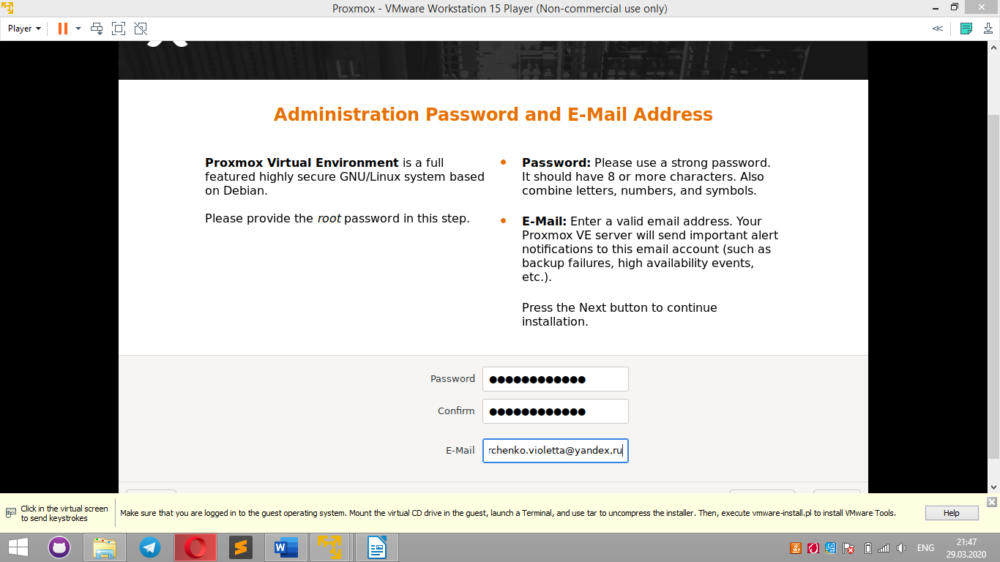 Proxmox - VMware Workstation 15 Player (Non-commercial use only)
Player
Administration Password and E-Mail Address
Proxmox Virtual Environment is a full
featured highly secure GNU/Linux system based
on Debian.
Please provide the root password in this step.
Password: Please use a strong password.
It should have 8 or more characters. Also
combine letters, numbers, and symbols.
E-Mail: Enter a valid email address. Your
Proxmox VE server will send important alert
notifications to this email account (such as
backup failures, high availability events,
etc.).
Press the Next button to continue
installation.
Password ●●●●●●●●●●●●
Confirm ●●●●●●●●●●●●
E-Mail rchenko.violetta@yandex,ru
Click in the virtual screen
to send keystrokes
Make sure that you are logged in to the guest operating system. Mount the virtual CD drive in the guest, launch a Terminal, and use tar to uncompress the installer. Then, execute vmware-install.pl to install VMware Tools.
Help
ENG
21:47
29.03.2020